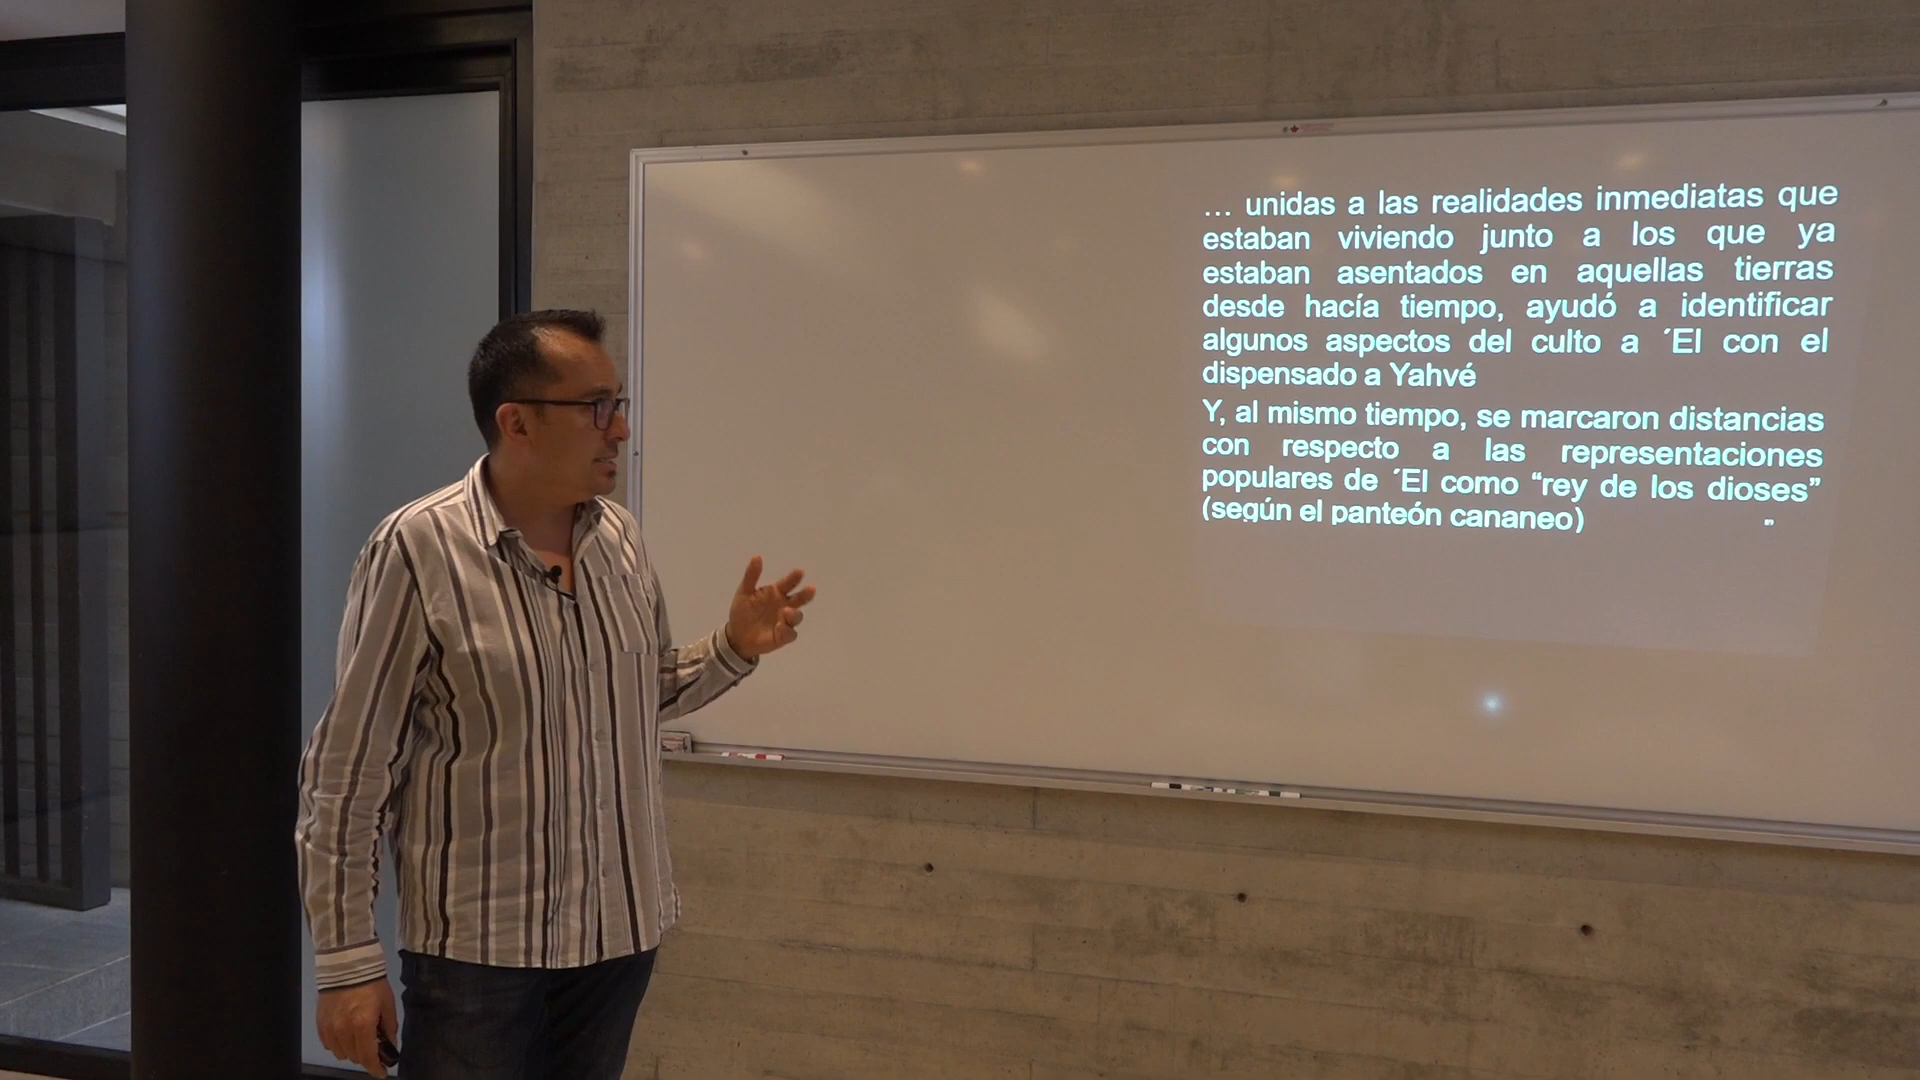 … unidas a las realidades inmediatas que
estaban viviendo junto a los que ya
estaban asentados en aquellas tierras
desde hacía tiempo, ayudó a identificar
algunos aspectos del culto a ´El con el
dispensado a Yahvé
Y, al mismo tiempo, se marcaron distancias
con respecto a las representaciones
populares de ´El como “rey de los dioses”
(según el panteón cananeo) ”